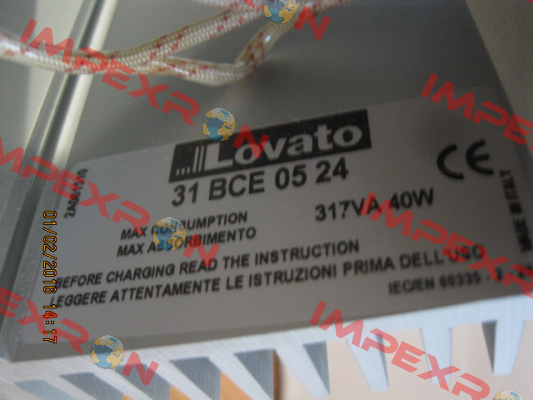 Lovato
31 BCE 05 24
MAX CONSUMPTION
MAX ASSORBIMENTO
317VA 40W
CE
MADE IN ITALY
BEFORE CHARGING READ THE INSTRUCTION
LEGGERE ATTENTAMENTE LE ISTRUZIONI PRIMA DELL'USO
IEC/EN 60335
01/02/2016 14:17
IMPEXRON
IMPEXRON
IMPEXRON
IMPEXRON
IMPEXRON
IMPEXRON